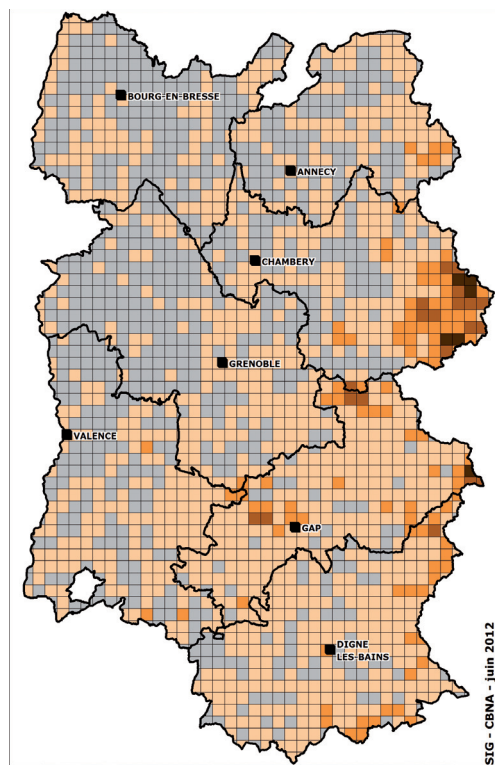 BOURG-EN-BRESSE
ANNECY
CHAMBERY
GRENOBLE
VALENCE
GAP
DIGNE
LES-BAINS
SIG - CBNA - juin 2012